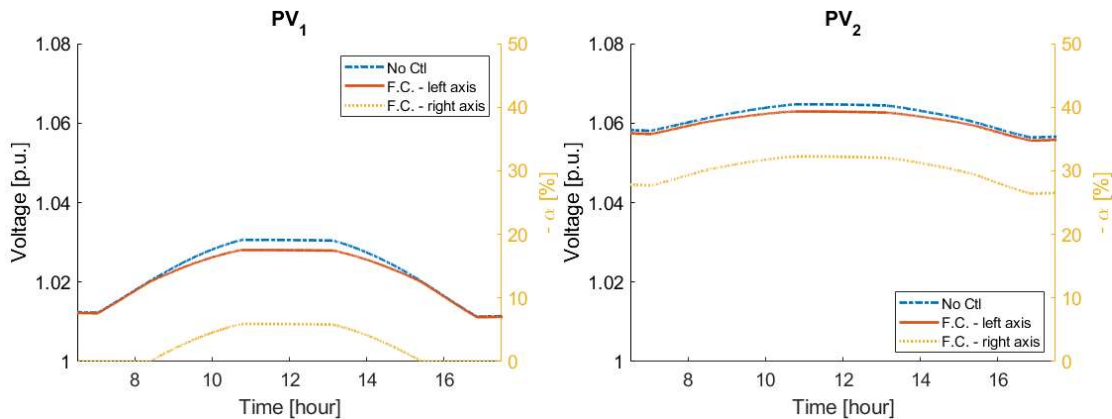 PV1
1.08
1.06
1.04
1.02
1
Voltage [p.u.]
50
40
30
20
10
0
- α [%]
No Ctl
F.C. - left axis
F.C. - right axis
8 10 12 14 16
Time [hour]
PV2
1.08
1.06
1.04
1.02
1
Voltage [p.u.]
50
40
30
20
10
0
- α [%]
No Ctl
F.C. - left axis
F.C. - right axis
8 10 12 14 16
Time [hour]